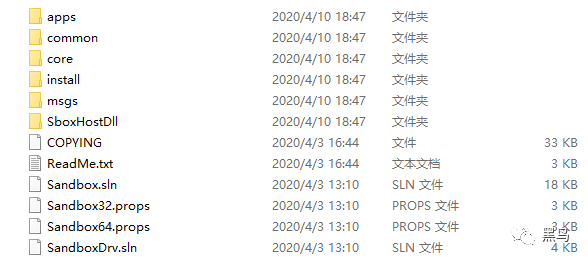 apps 2020/4/10 18:47 文件夹
common 2020/4/10 18:47 文件夹
core 2020/4/10 18:47 文件夹
install 2020/4/10 18:47 文件夹
msgs 2020/4/10 18:47 文件夹
SboxHostDll 2020/4/10 18:47 文件夹
COPYING 2020/4/3 16:44 文件 33 KB
ReadMe.txt 2020/4/3 16:44 文本文档 3 KB
Sandbox.sln 2020/4/3 13:10 SLN 文件 18 KB
Sandbox32.props 2020/4/3 13:10 PROPS 文件 3 KB
Sandbox64.props 2020/4/3 13:10 PROPS 文件 3 KB
SandboxDrv.sln 2020/4/3 13:10 SLN 文件 4 KB
黑鸟